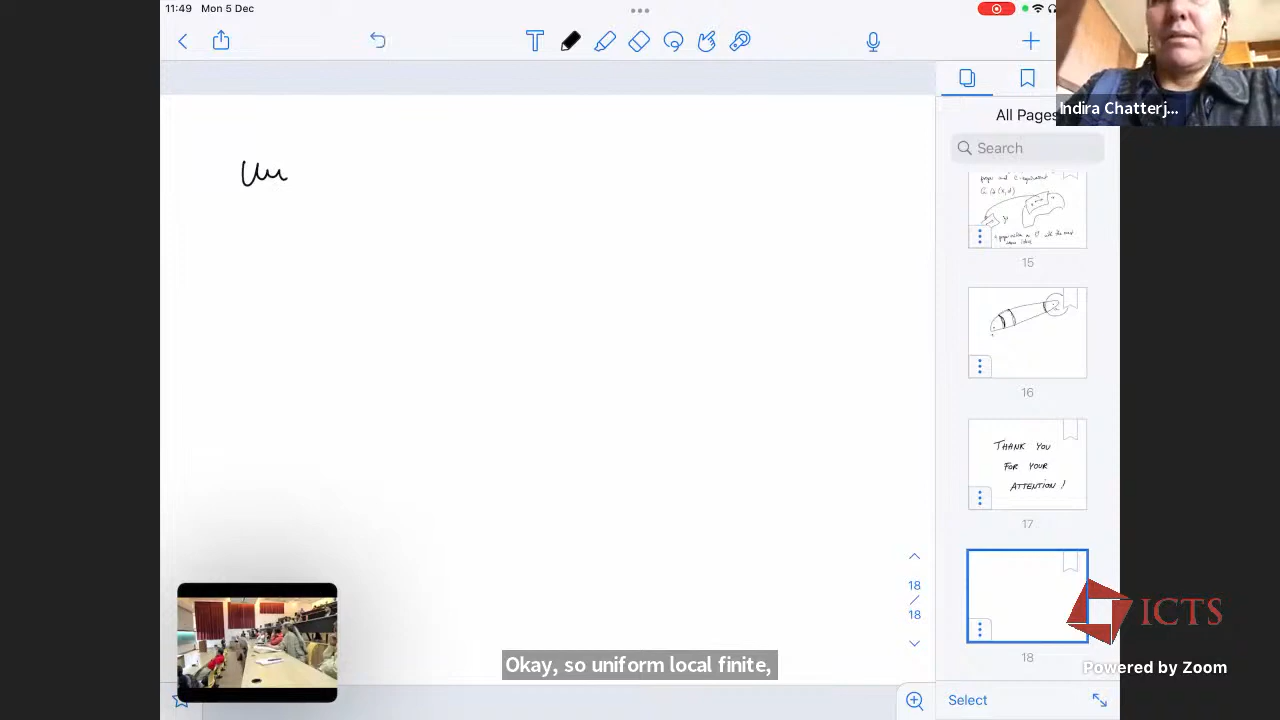 11:49 Mon 5 Dec
T
All Pages
Search
15
16
THANK YOU
FOR YOUR
ATTENTION!
17
18
18
18
Select
Indira Chatterj...
ICTS
Powered by Zoom
Okay, so uniform local finite,